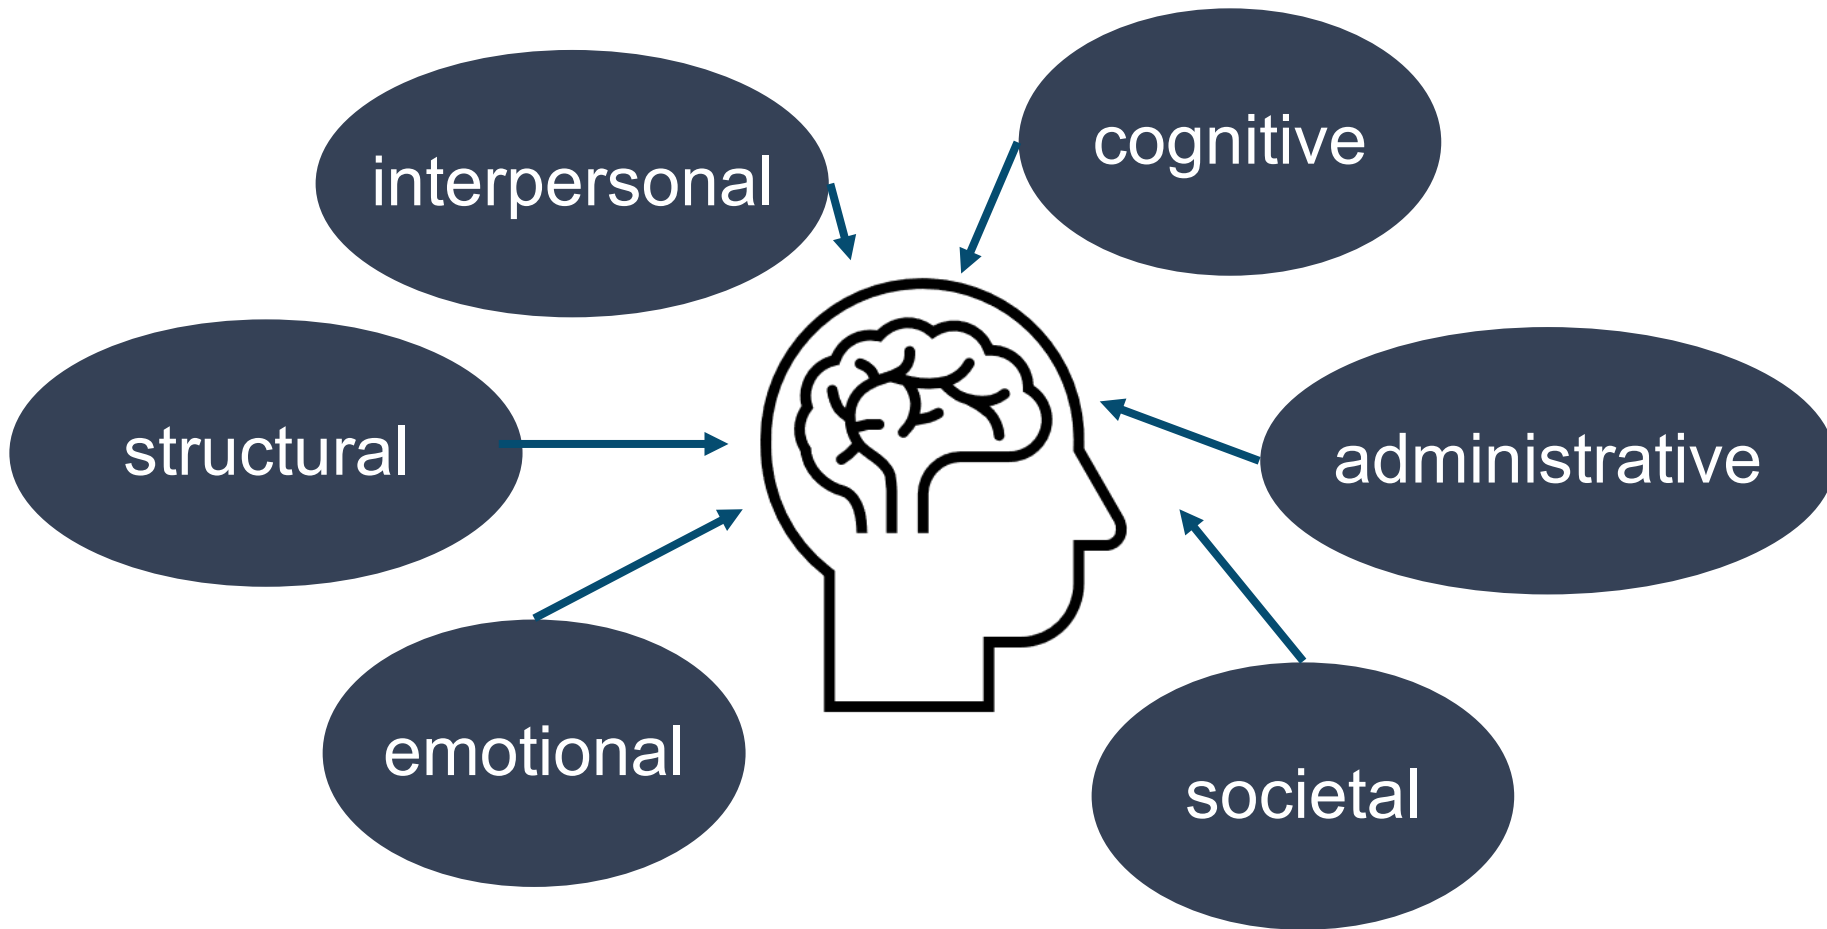 interpersonal
cognitive
structural
administrative
emotional
societal